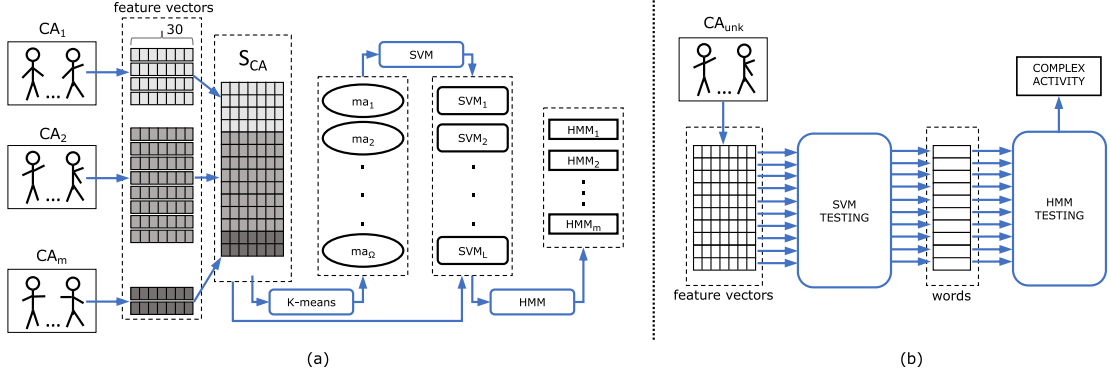 feature vectors
CA1
30
CA2
CAm
SCA
K-means
ma1
ma2
maΩ
SVM
SVM1
SVM2
SVML
HMM
HMM1
HMM2
HMMm
(a)
CAunk
feature vectors
SVM
TESTING
words
HMM
TESTING
COMPLEX
ACTIVITY
(b)